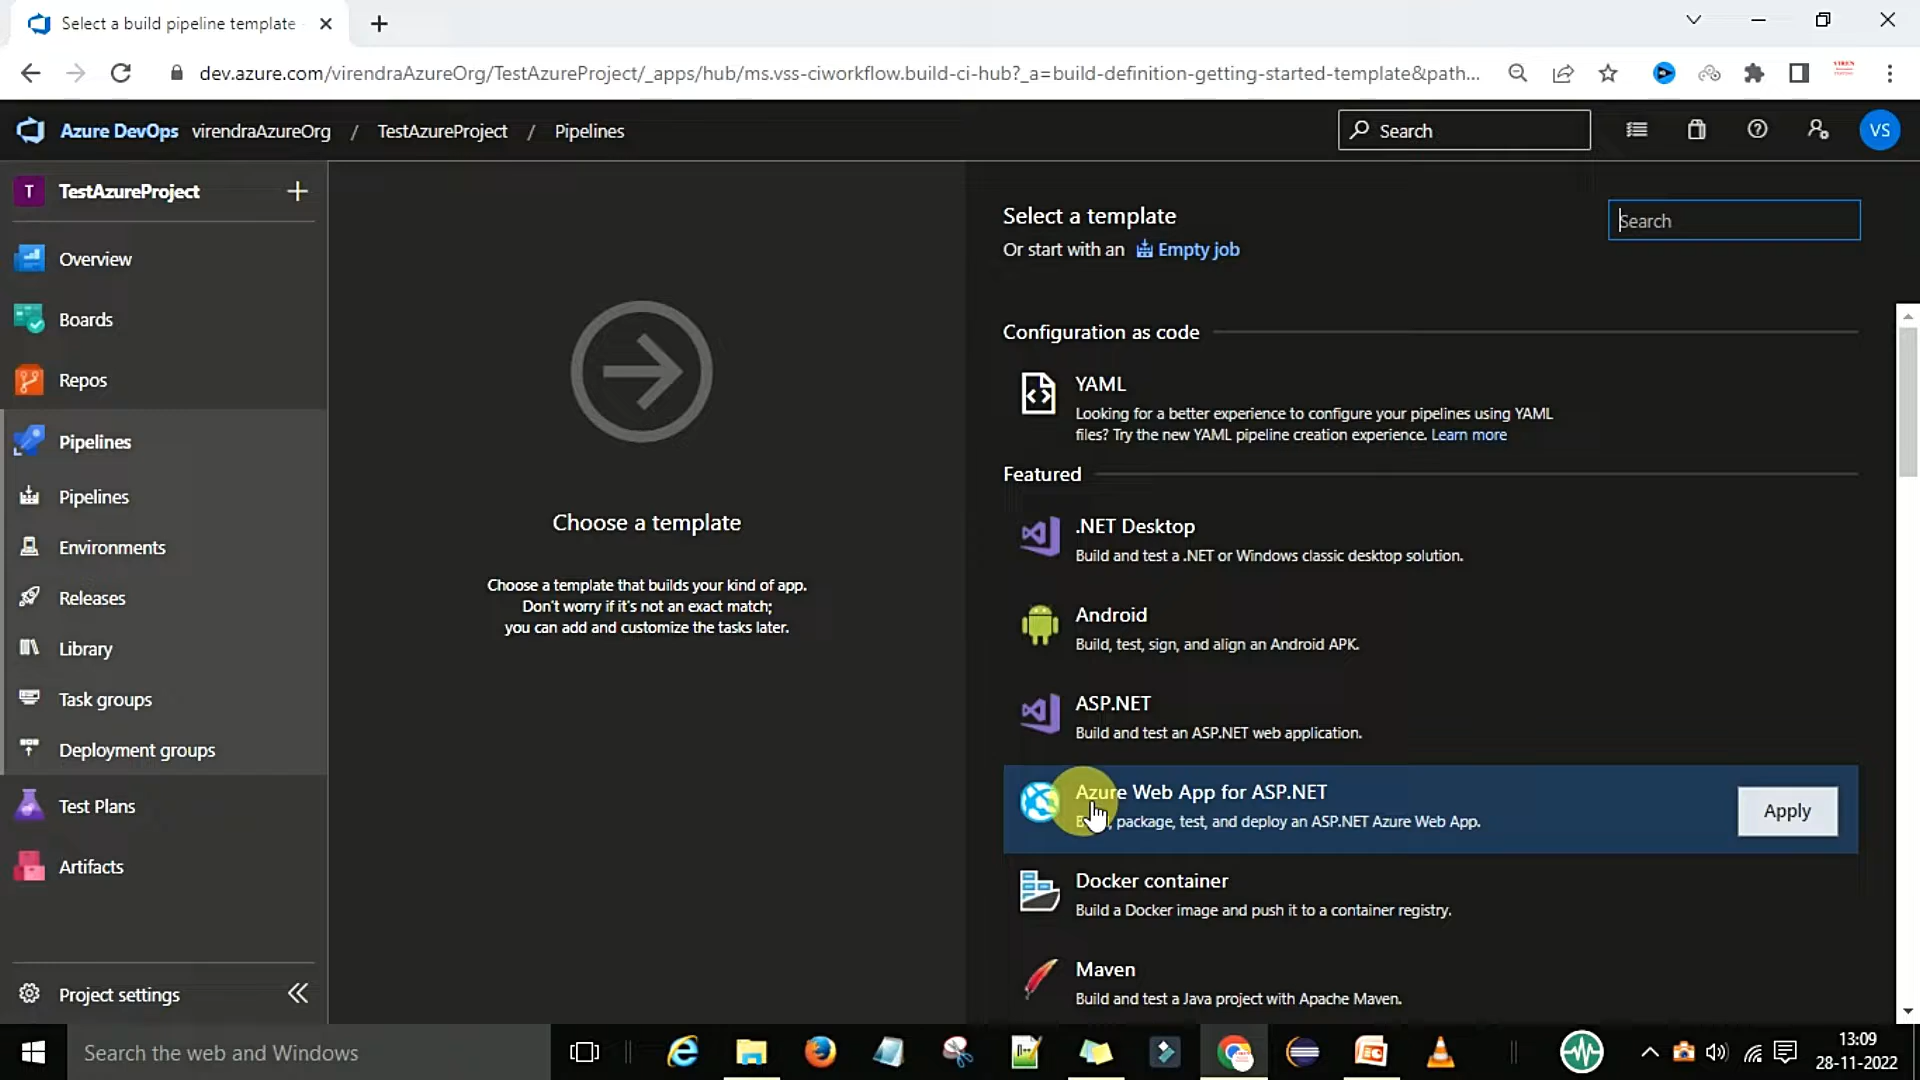 Select a build pipeline template
dev.azure.com/virendraAzureOrg/TestAzureProject/_apps/hub/ms.vss-ciworkflow.build-ci-hub?_a=build-definition-getting-started-template&path...
Azure DevOps virendraAzureOrg / TestAzureProject / Pipelines
Search
VS
T TestAzureProject
Overview
Boards
Repos
Pipelines
Pipelines
Environments
Releases
Library
Task groups
Deployment groups
Test Plans
Artifacts
Project settings
Choose a template
Choose a template that builds your kind of app.
Don't worry if it's not an exact match;
you can add and customize the tasks later.
Select a template
Or start with an Empty job
Search
Configuration as code
YAML
Looking for a better experience to configure your pipelines using YAML
files? Try the new YAML pipeline creation experience. Learn more
Featured
.NET Desktop
Build and test a .NET or Windows classic desktop solution.
Android
Build, test, sign, and align an Android APK.
ASP.NET
Build and test an ASP.NET web application.
Azure Web App for ASP.NET
package, test, and deploy an ASP.NET Azure Web App.
Apply
Docker container
Build a Docker image and push it to a container registry.
Maven
Build and test a Java project with Apache Maven.
Search the web and Windows
13:09
28-11-2022